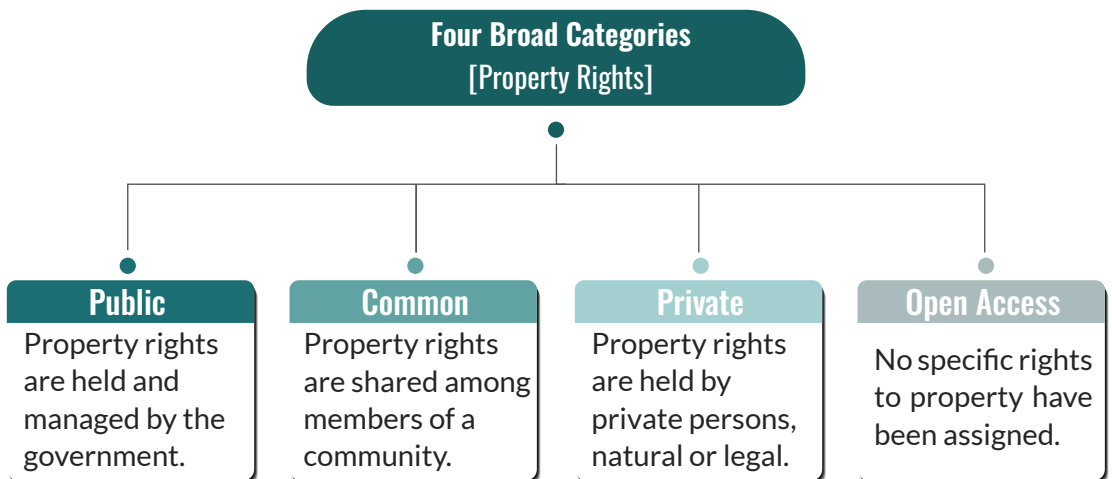 Four Broad Categories
[Property Rights]
Public
Property rights
are held and
managed by the
government.
Common
Property rights
are shared among
members of a
community.
Private
Property rights
are held by
private persons,
natural or legal.
Open Access
No specific rights
to property have
been assigned.